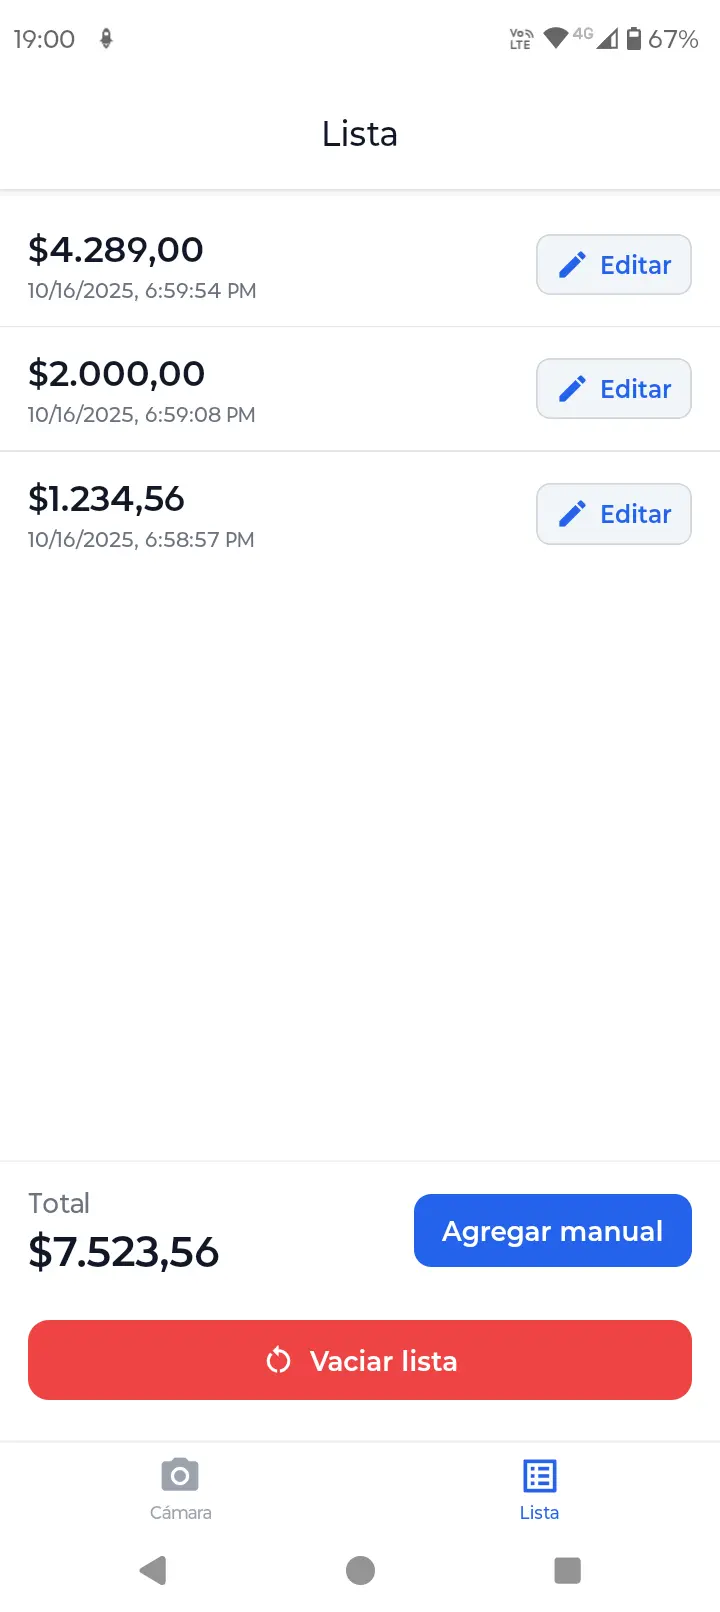 19:00 Vo LTE 4G 67%
Lista
$4.289,00
10/16/2025, 6:59:54 PM
Editar
$2.000,00
10/16/2025, 6:59:08 PM
Editar
$1.234,56
10/16/2025, 6:58:57 PM
Editar
Total
$7.523,56
Agregar manual
Vaciar lista
Cámara
Lista